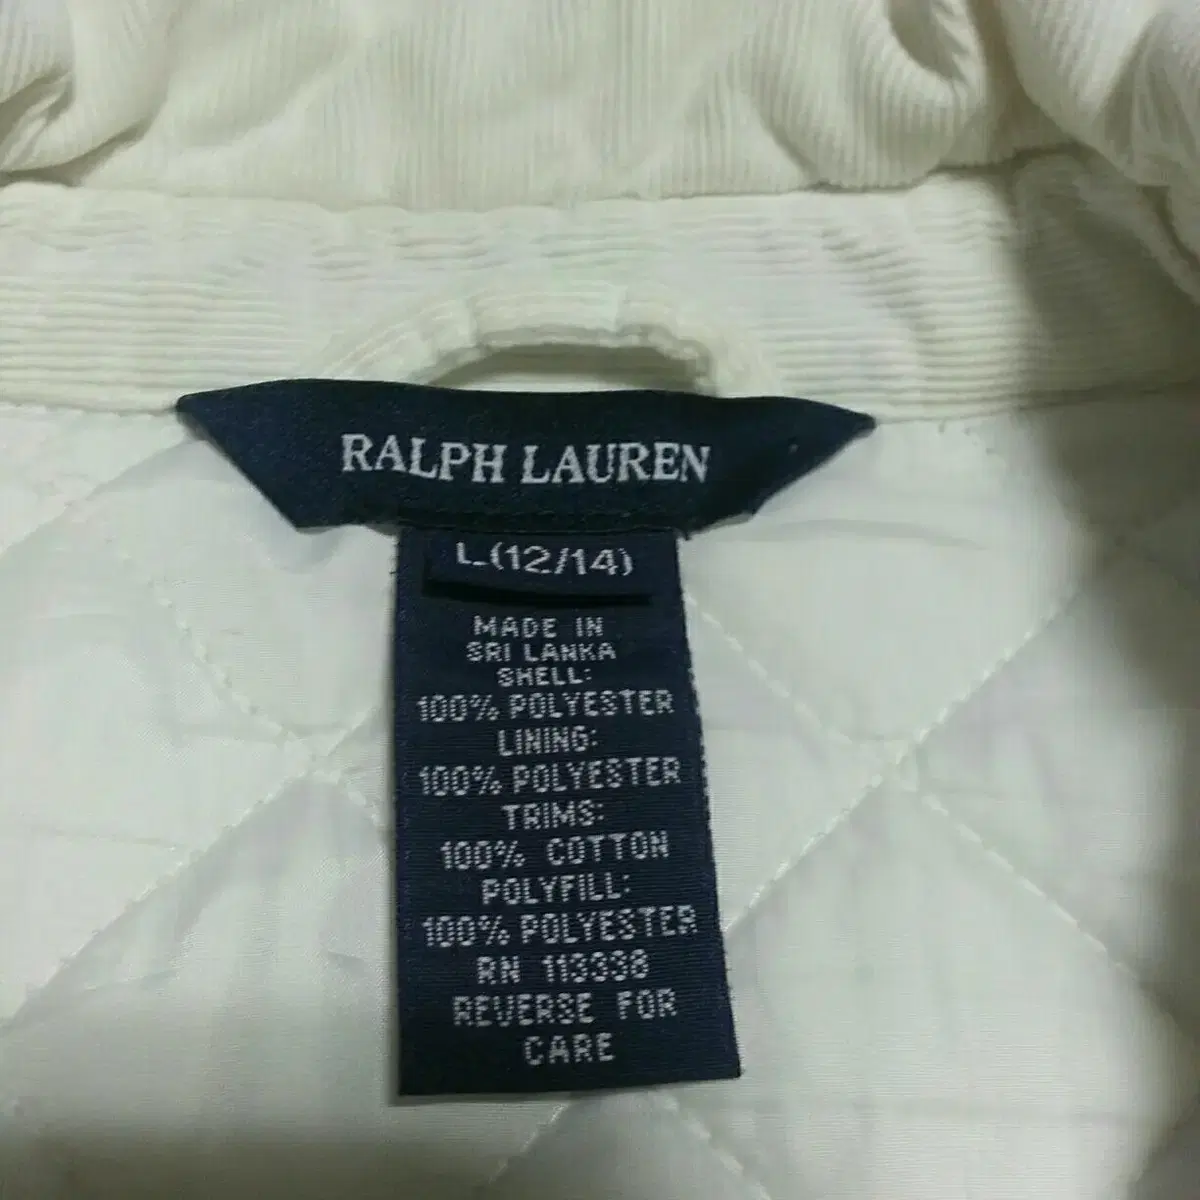 RALPH LAUREN
L(12/14)
MADE IN
SRI LANKA
SHELL:
100% POLYESTER
LINING:
100% POLYESTER
TRIMS:
100% COTTON
POLYFILL:
100% POLYESTER
RN 113338
REVERSE FOR
CARE